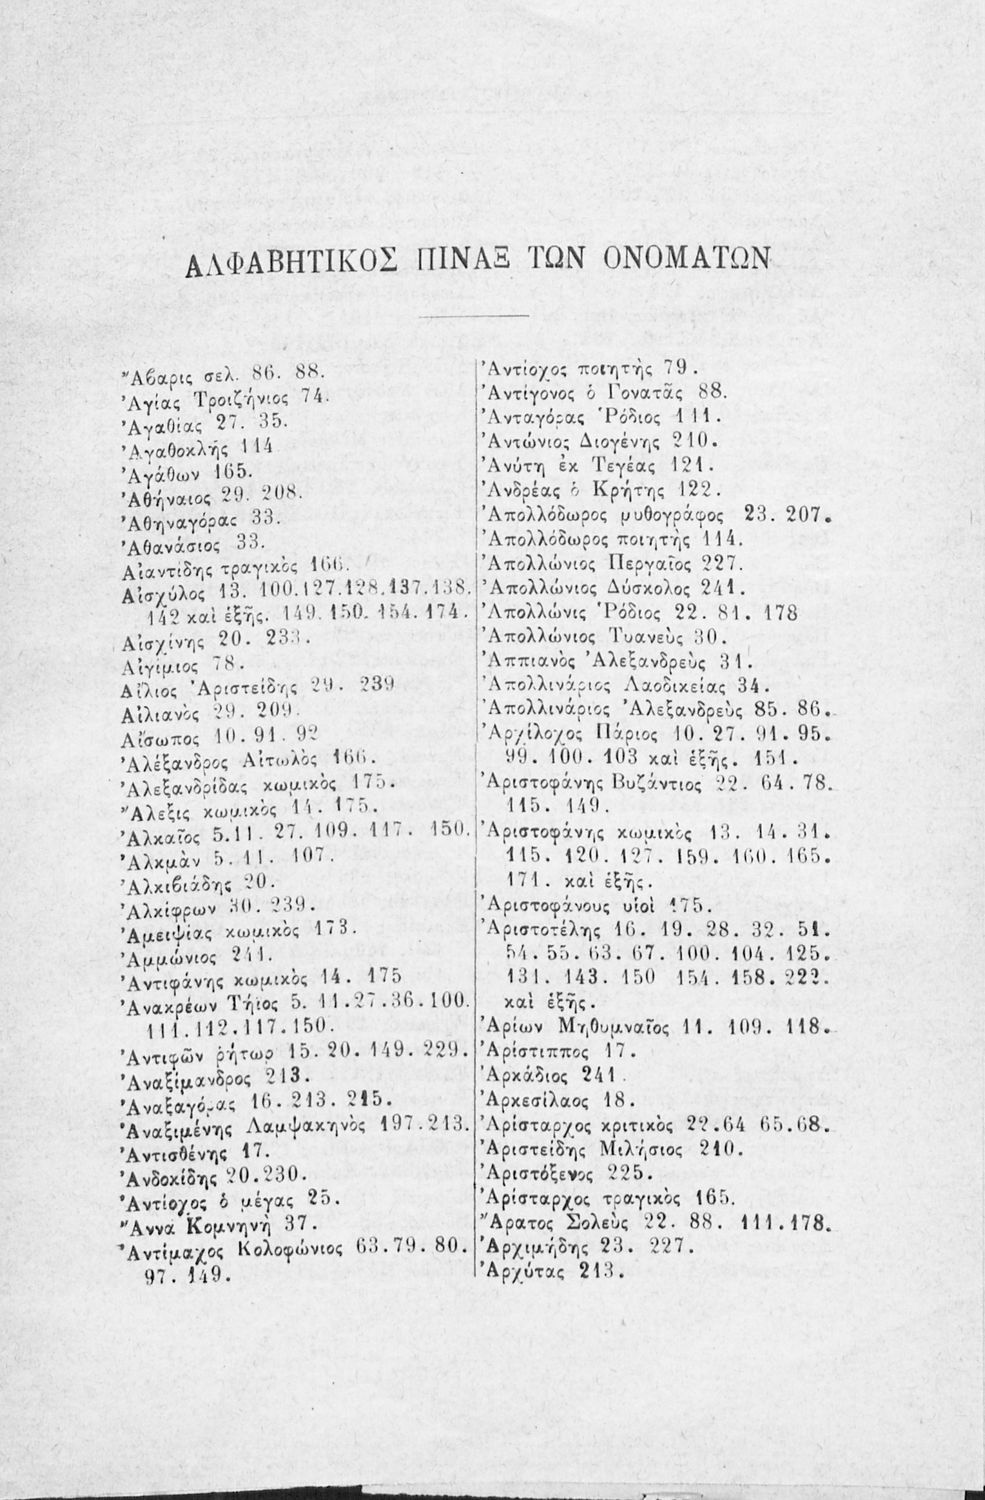 ΑΛΦΑΒΗΤΙΚΟΣ ΠΙΝΑΞ ΤΩΝ ΟΝΟΜΑΤΩΝ
Ἄβαρις σελ. 86. 88.
Ἀγίας Τροιζήνιος 74.
Ἀγαθίας 27. 35.
Ἀγαθοκλῆς 114
Ἀγάθων 165.
Ἀθήναιος 29. 208.
Ἀθηναγόρας 33.
Ἀθανάσιος 33.
Αἰαντίδης τραγικὸς 166.
Αἰσχύλος 13. 100.127.128.137.138.
142 καὶ ἑξῆς. 149. 150. 154. 174.
Αἰσχίνης 20. 233.
Αἰγίμιος 78.
Αἴλιος Ἀριστείδης 29. 239
Αἰλιανὸς 29. 209.
Αἴσωπος 10. 91. 92
Ἀλέξανδρος Αἰτωλὸς 166.
Ἀλεξανδρίδας κωμικὸς 175.
Ἄλεξις κωμικὸς 14. 175.
Ἀλκαῖος 5.11. 27. 109. 117. 150.
Ἀλκμὰν 5. 11. 107.
Ἀλκιβιάδης 20.
Ἀλκίφρων 30. 239.
Ἀμειψίας κωμικὸς 173.
Ἀμμώνιος 241.
Ἀντιφάνης κωμικὸς 14. 175
Ἀνακρέων Τήϊος 5. 11.27.36.100.
111.112.117.150.
Ἀντιφῶν ῥήτωρ 15. 20. 149. 229.
Ἀναξίμανδρος 213.
Ἀναξαγόρας 16. 213. 215.
Ἀναξιμένης Λαμψακηνὸς 197.213.
Ἀντισθένης 17.
Ἀνδοκίδης 20.230.
Ἀντίοχος ὁ μέγας 25.
Ἄννα Κομνηνὴ 37.
Ἀντίμαχος Κολοφώνιος 63.79. 80.
97. 149.
Ἀντίοχος ποιητὴς 79.
Ἀντίγονος ὁ Γονατᾶς 88.
Ἀνταγόρας Ῥόδιος 111.
Ἀντώνιος Διογένης 210.
Ἀνύτη ἐκ Τεγέας 121.
Ἀνδρέας ὁ Κρήτης 122.
Ἀπολλόδωρος μυθογράφος 23. 207.
Ἀπολλόδωρος ποιητὴς 114.
Ἀπολλώνιος Περγαῖος 227.
Ἀπολλώνιος Δύσκολος 241.
Ἀπολλώνις Ῥόδιος 22. 81. 178
Ἀπολλώνιος Τυανεὺς 30.
Ἀππιανὸς Ἀλεξανδρεὺς 31.
Ἀπολλινάριος Λαοδικείας 34.
Ἀπολλινάριος Ἀλεξανδρεὺς 85. 86.
Ἀρχίλοχος Πάριος 10. 27. 91. 95.
99. 100. 103 καὶ ἑξῆς. 151.
Ἀριστοφάνης Βυζάντιος 22. 64. 78.
115. 149.
Ἀριστοφάνης κωμικὸς 13. 14. 31.
115. 120. 127. 159. 160. 165.
171. καὶ ἑξῆς.
Ἀριστοφάνους υἱοὶ 175.
Ἀριστοτέλης 16. 19. 28. 32. 51.
54. 55. 63. 67. 100. 104. 125.
131. 143. 150 154. 158. 222.
καὶ ἑξῆς.
Ἀρίων Μηθυμναῖος 11. 109. 118.
Ἀρίστιππος 17.
Ἀρκάδιος 241.
Ἀρκεσίλαος 18.
Ἀρίσταρχος κριτικὸς 22.64 65.68.
Ἀριστείδης Μιλήσιος 210.
Ἀριστόξενος 225.
Ἀρίσταρχος τραγικὸς 165.
Ἄρατος Σολεὺς 22. 88. 111.178.
Ἀρχιμήδης 23. 227.
Ἀρχύτας 213.